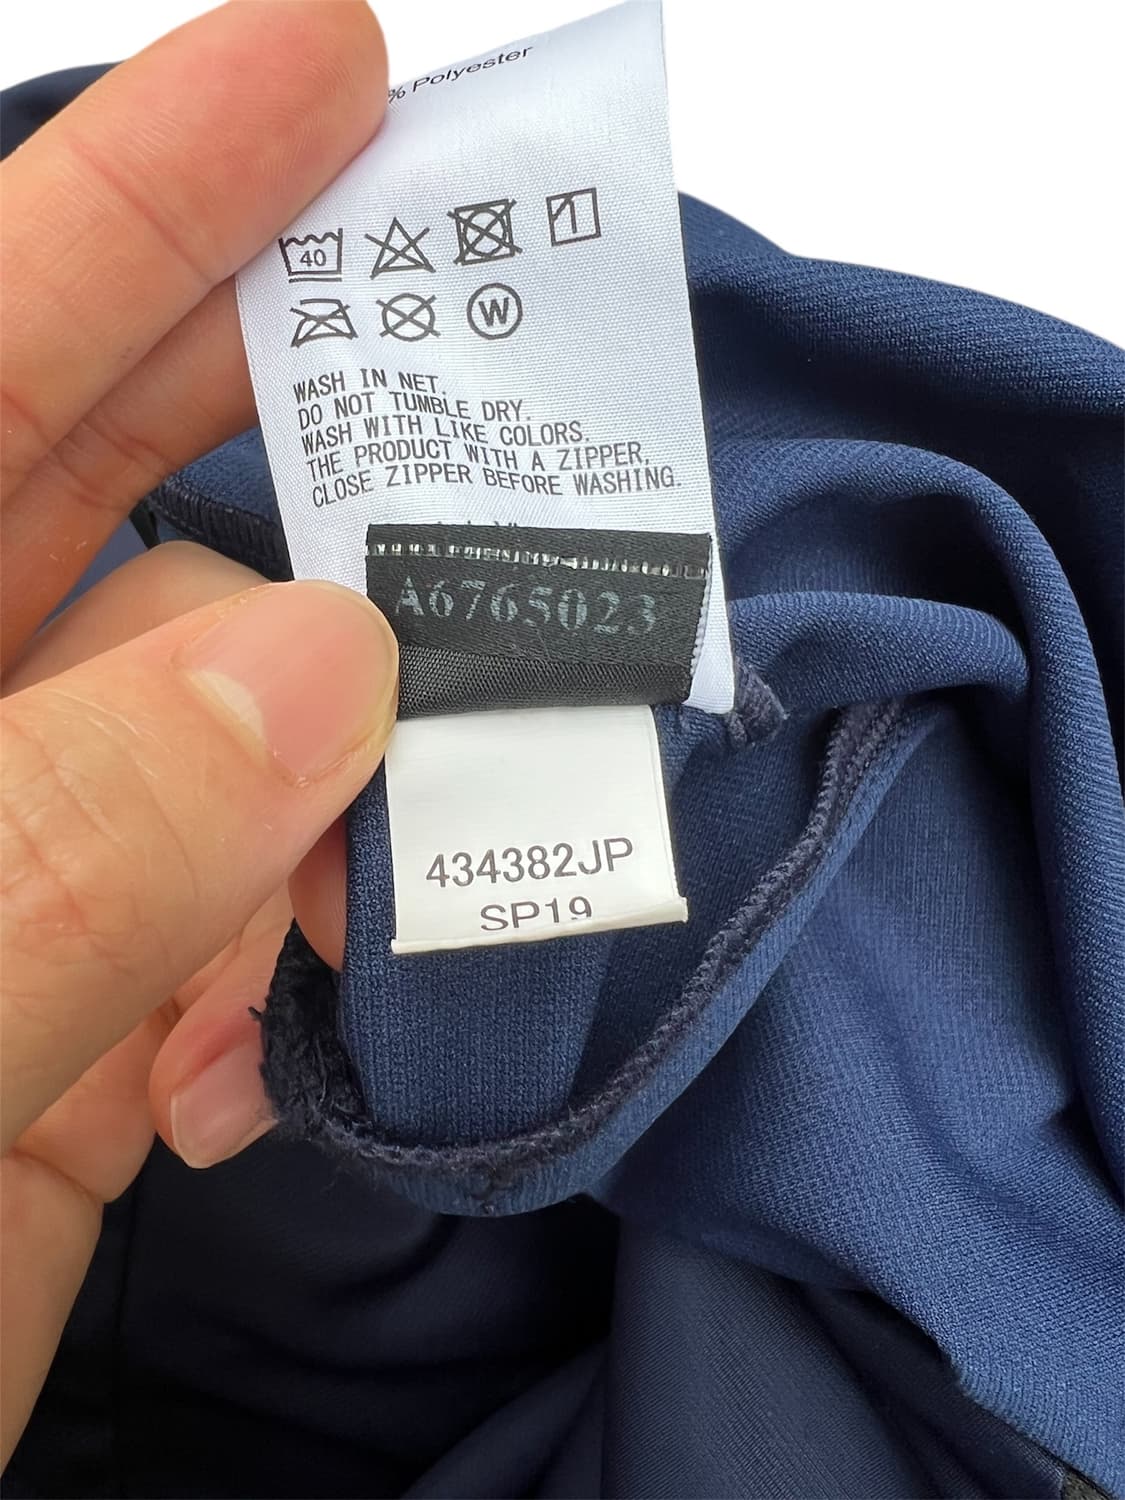 % Polyester
40
W
WASH IN NET.
DO NOT TUMBLE DRY.
WASH WITH LIKE COLORS.
THE PRODUCT WITH A ZIPPER,
CLOSE ZIPPER BEFORE WASHING.
A6765023
434382JP
SP19